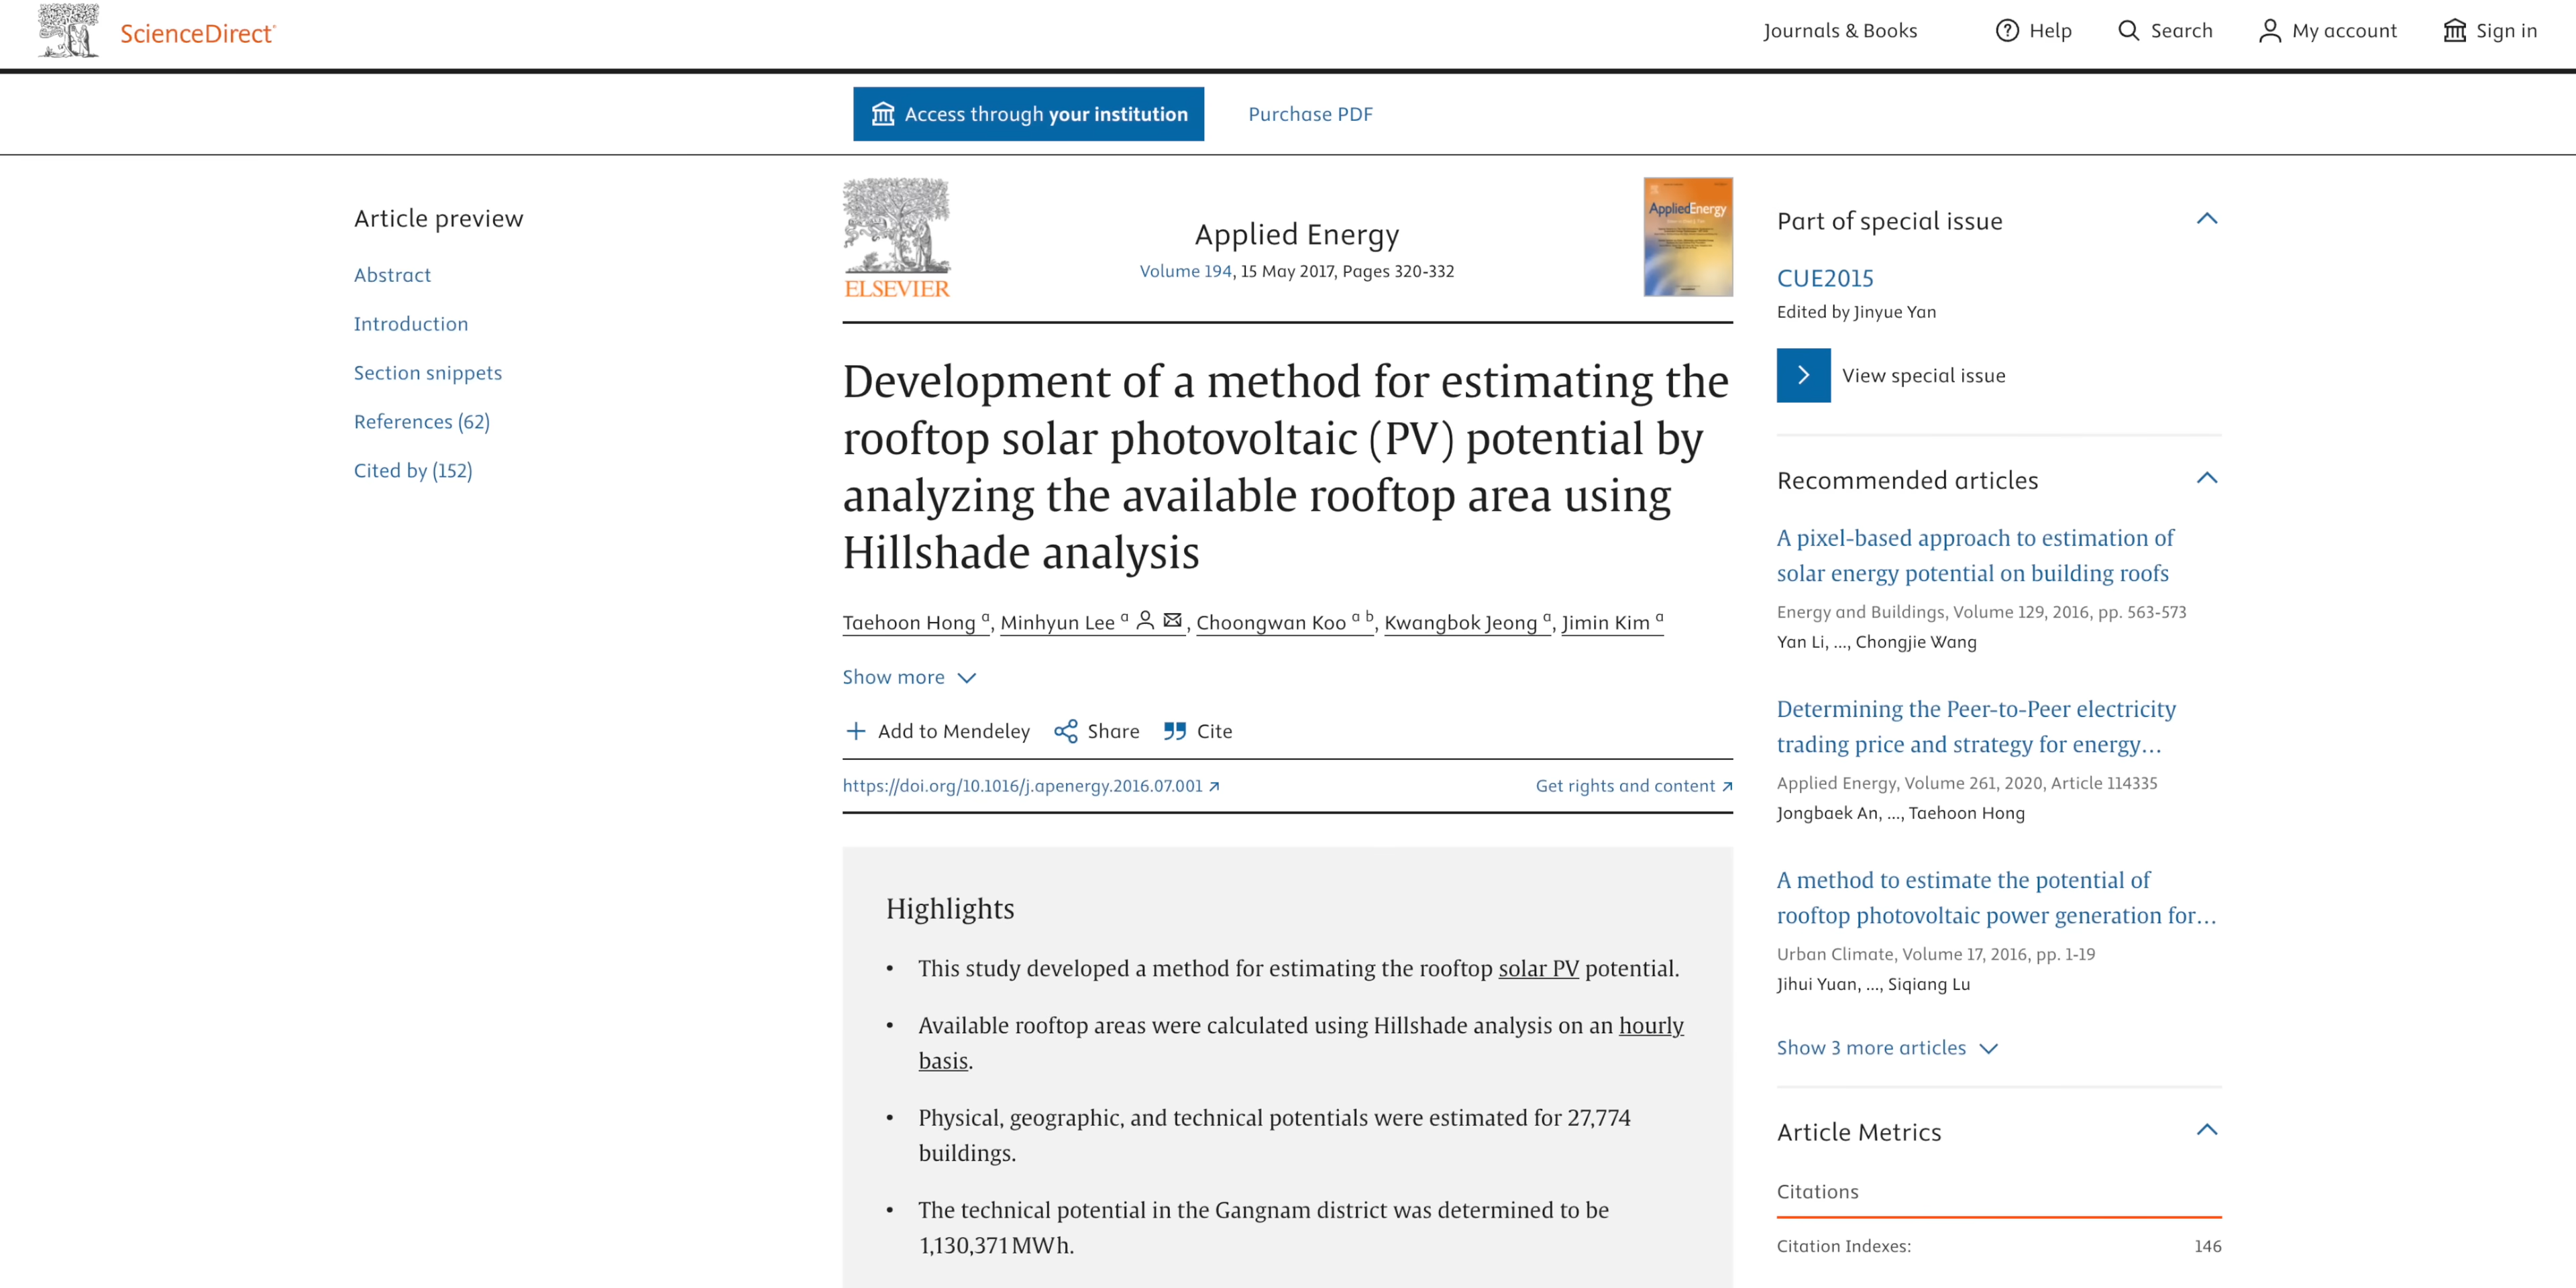 ScienceDirect
Journals & Books
Help
Search
My account
Sign in
Access through your institution
Purchase PDF
Article preview
Abstract
Introduction
Section snippets
References (62)
Cited by (152)
ELSEVIER
Applied Energy
Volume 194, 15 May 2017, Pages 320-332
AppliedEnergy
Development of a method for estimating the
rooftop solar photovoltaic (PV) potential by
analyzing the available rooftop area using
Hillshade analysis
Taehoon Hong a, Minhyun Lee a, Choongwan Koo a b, Kwangbok Jeong a, Jimin Kim a
Show more
Add to Mendeley
Share
Cite
https://doi.org/10.1016/j.apenergy.2016.07.001
Get rights and content
Highlights
• This study developed a method for estimating the rooftop solar PV potential.
• Available rooftop areas were calculated using Hillshade analysis on an hourly
basis.
• Physical, geographic, and technical potentials were estimated for 27,774
buildings.
• The technical potential in the Gangnam district was determined to be
1,130,371 MWh.
Part of special issue
CUE2015
Edited by Jinyue Yan
View special issue
Recommended articles
A pixel-based approach to estimation of
solar energy potential on building roofs
Energy and Buildings, Volume 129, 2016, pp. 563-573
Yan Li, ..., Chongjie Wang
Determining the Peer-to-Peer electricity
trading price and strategy for energy...
Applied Energy, Volume 261, 2020, Article 114335
Jongbaek An, ..., Taehoon Hong
A method to estimate the potential of
rooftop photovoltaic power generation for...
Urban Climate, Volume 17, 2016, pp. 1-19
Jihui Yuan, ..., Siqiang Lu
Show 3 more articles
Article Metrics
Citations
Citation Indexes:
146